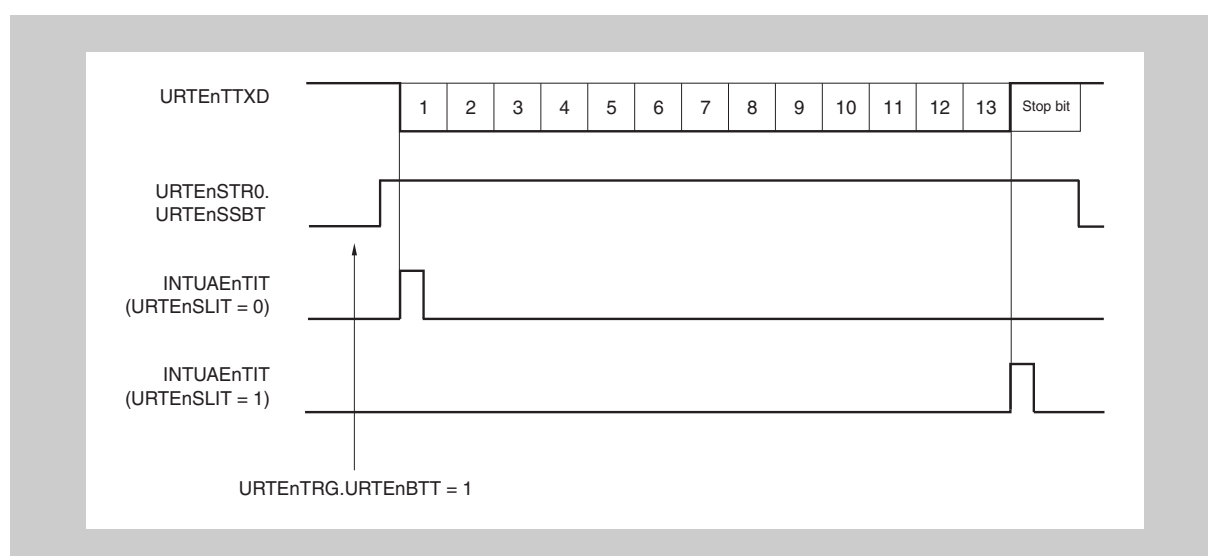 URTEnTTXD
1 2 3 4 5 6 7 8 9 10 11 12 13 Stop bit
URTEnSTR0.
URTEnSSBT
INTUAEnTIT
(URTEnSLIT = 0)
INTUAEnTIT
(URTEnSLIT = 1)
URTEnTRG.URTEnBTT = 1